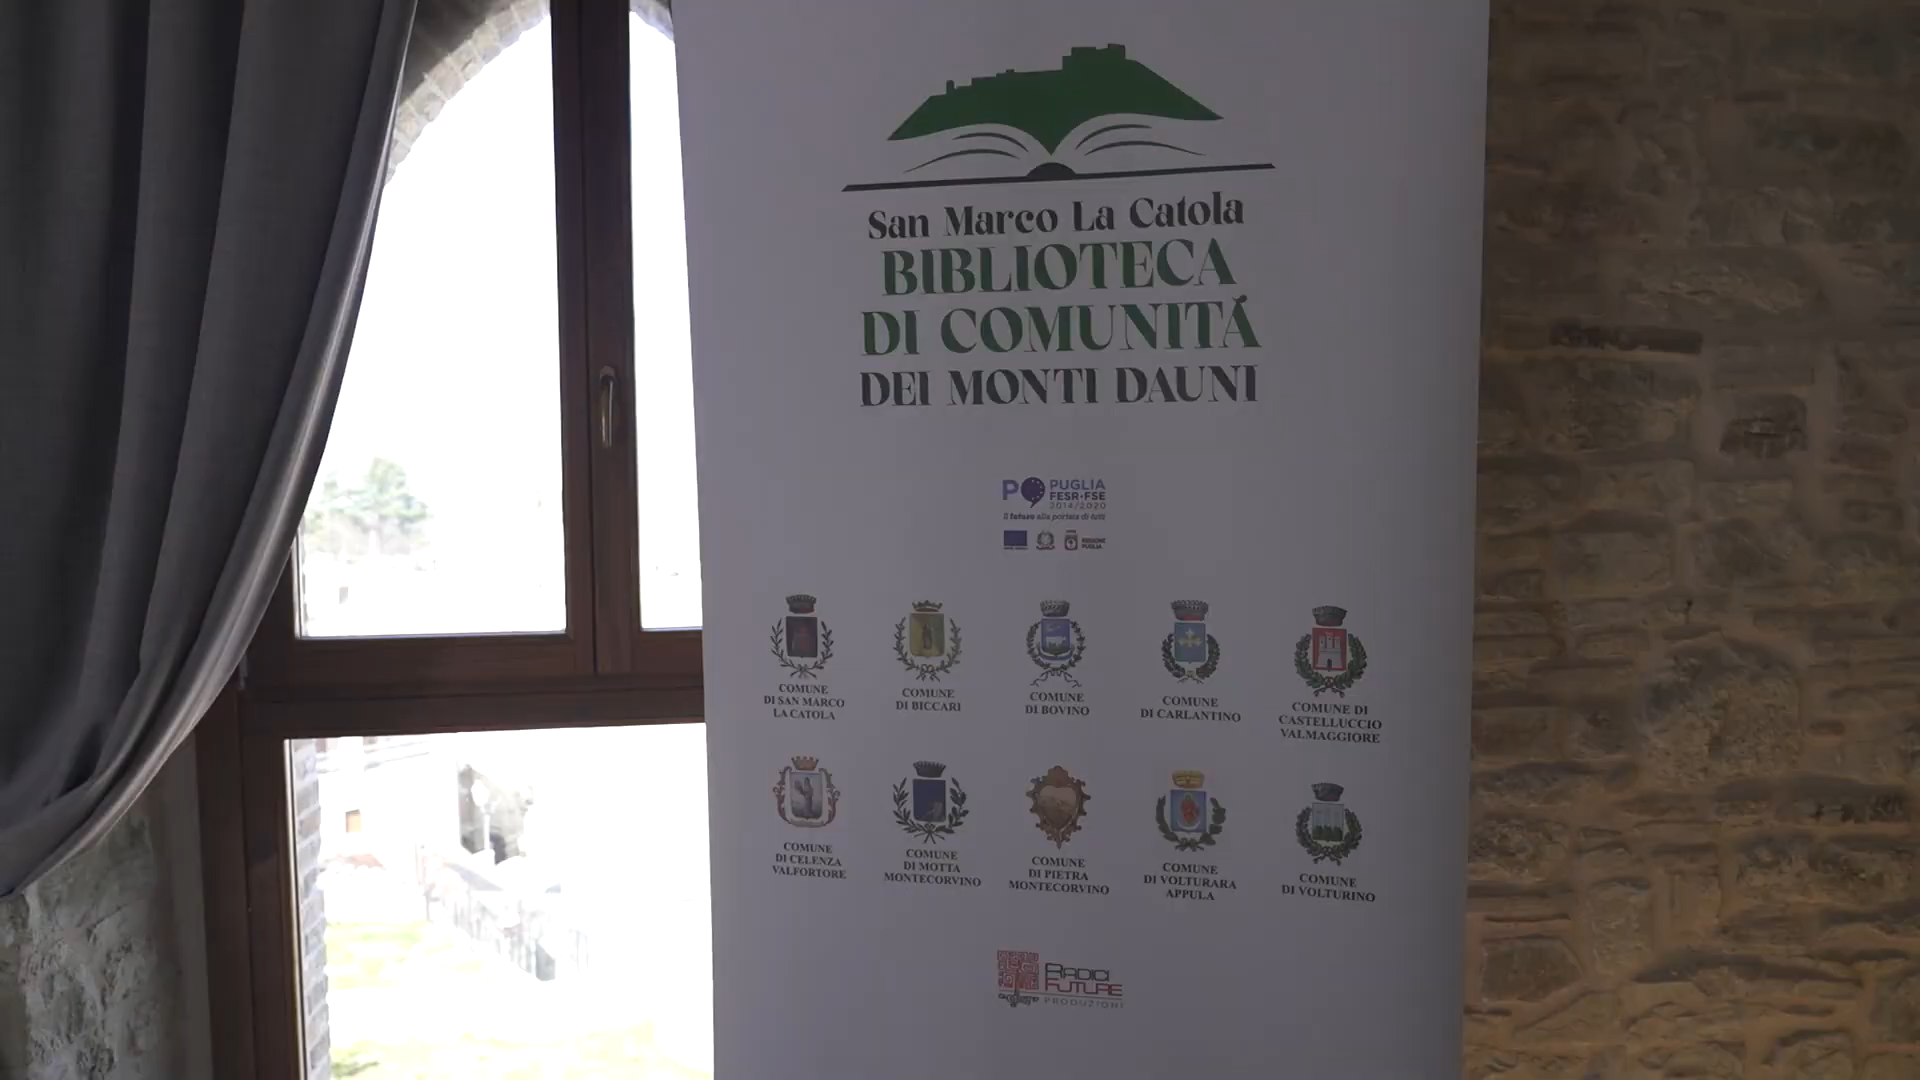 San Marco La Catola
BIBLIOTECA
DI COMUNITÁ
DEI MONTI DAUNI
PO PUGLIA
FESR·FSE
2014/2020
il futuro alla portata di tutti
REGIONE
PUGLIA
COMUNE
DI SAN MARCO
LA CATOLA
COMUNE
DI BICCARI
COMUNE
DI BOVINO
COMUNE
DI CARLANTINO
COMUNE DI
CASTELLUCCIO
VALMAGGIORE
COMUNE
DI CELENZA
VALFORTORE
COMUNE
DI MOTTA
MONTECORVINO
COMUNE
DI PIETRA
MONTECORVINO
COMUNE
DI VOLTURARA
APPULA
COMUNE
DI VOLTURINO
RADICI
FUTURE
PRODUZIONI